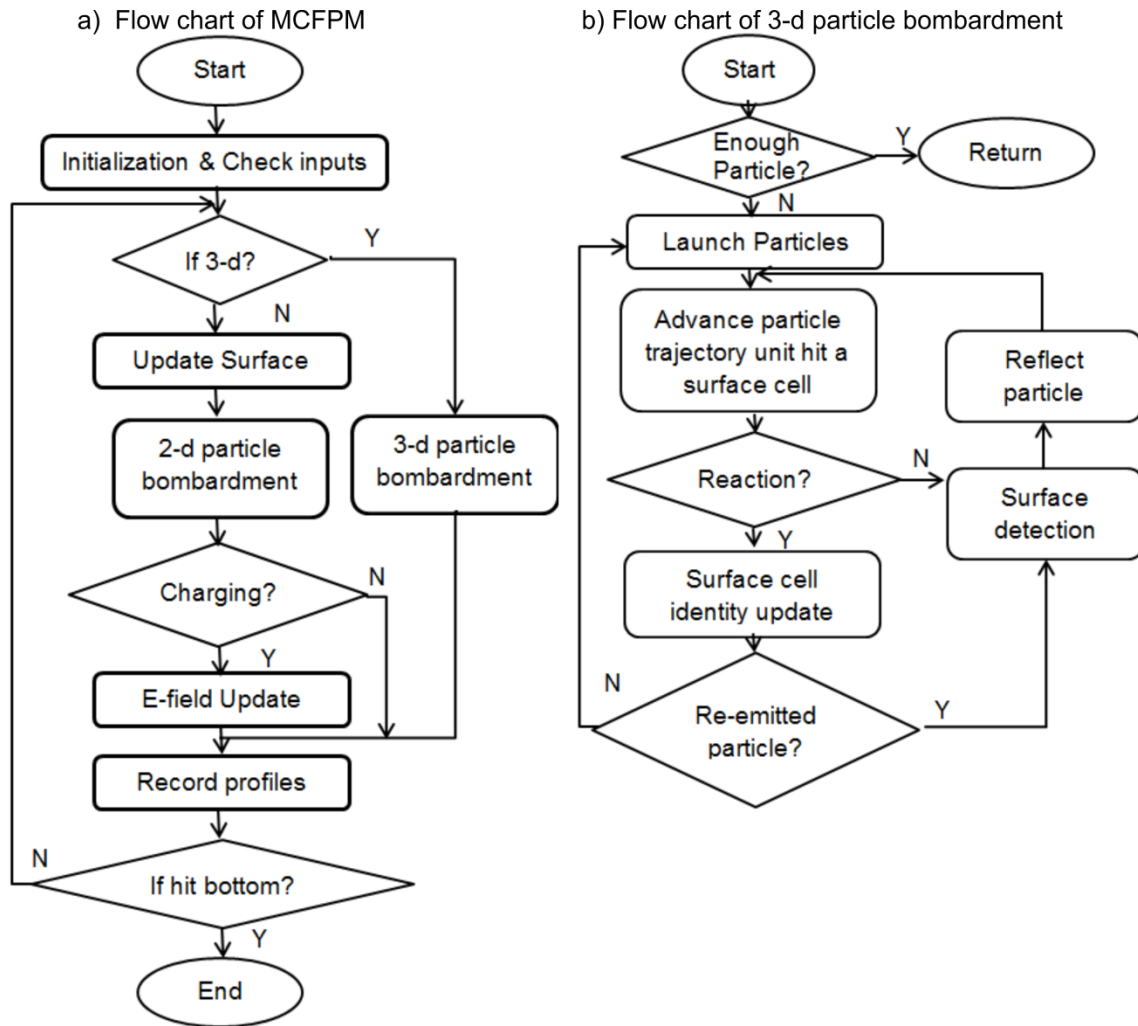 a) Flow chart of MCFPM
Start
Initialization & Check inputs
If 3-d?
Y
N
Update Surface
2-d particle
bombardment
3-d particle
bombardment
Charging?
N
Y
E-field Update
Record profiles
N
If hit bottom?
Y
End
b) Flow chart of 3-d particle bombardment
Start
Enough
Particle?
Y
Return
N
Launch Particles
Advance particle
trajectory unit hit a
surface cell
Reflect
particle
Reaction?
N
Surface
detection
Y
Surface cell
identity update
N
Re-emitted
particle?
Y